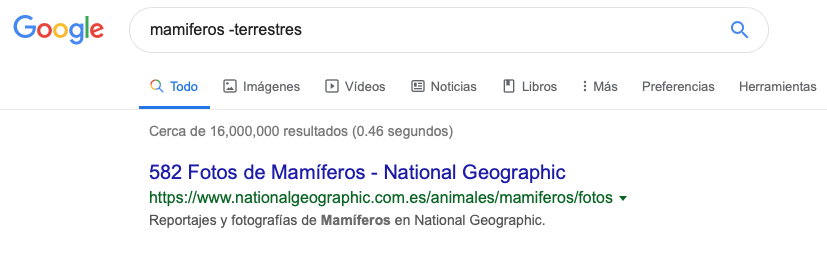 Google
mamiferos -terrestres
Todo Imágenes Vídeos Noticias Libros Más Preferencias Herramientas
Cerca de 16,000,000 resultados (0.46 segundos)
582 Fotos de Mamíferos - National Geographic
https://www.nationalgeographic.com.es/animales/mamiferos/fotos
Reportajes y fotografías de Mamíferos en National Geographic.